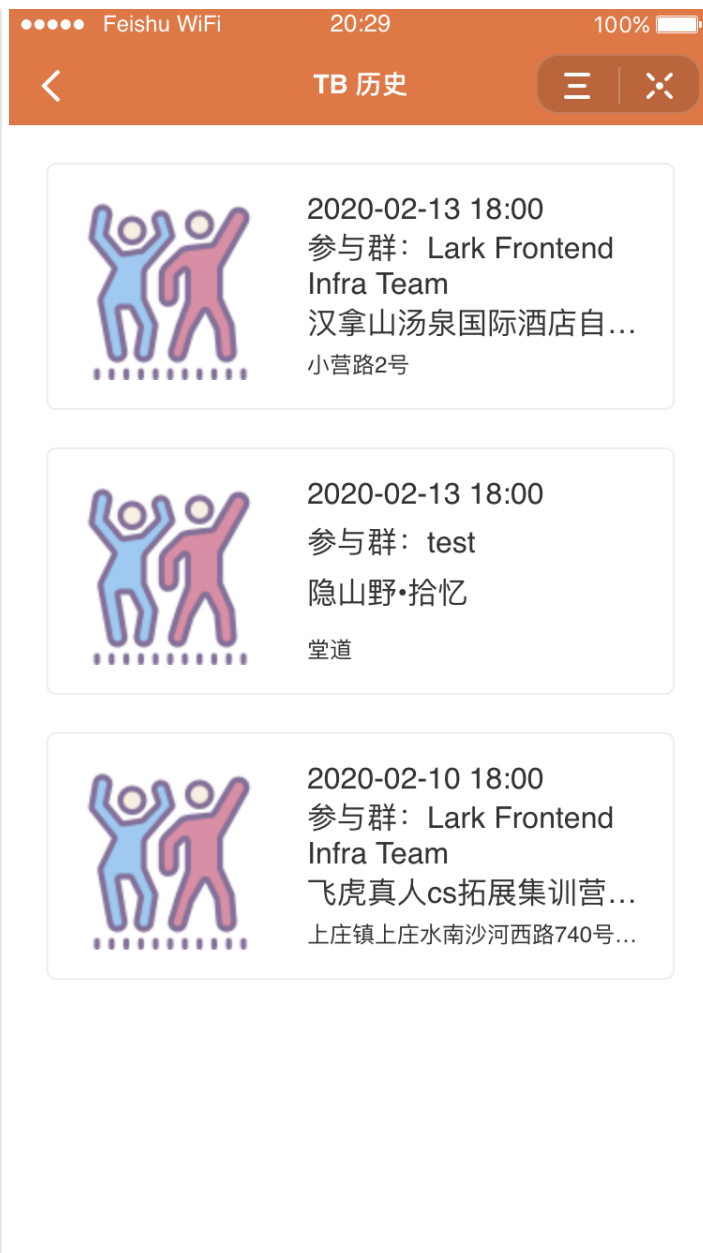 Feishu WiFi 20:29 100%
TB 历史
2020-02-13 18:00
参与群：Lark Frontend
Infra Team
汉拿山汤泉国际酒店自…
小营路2号
2020-02-13 18:00
参与群：test
隐山野•拾忆
堂道
2020-02-10 18:00
参与群：Lark Frontend
Infra Team
飞虎真人cs拓展集训营…
上庄镇上庄水南沙河西路740号…